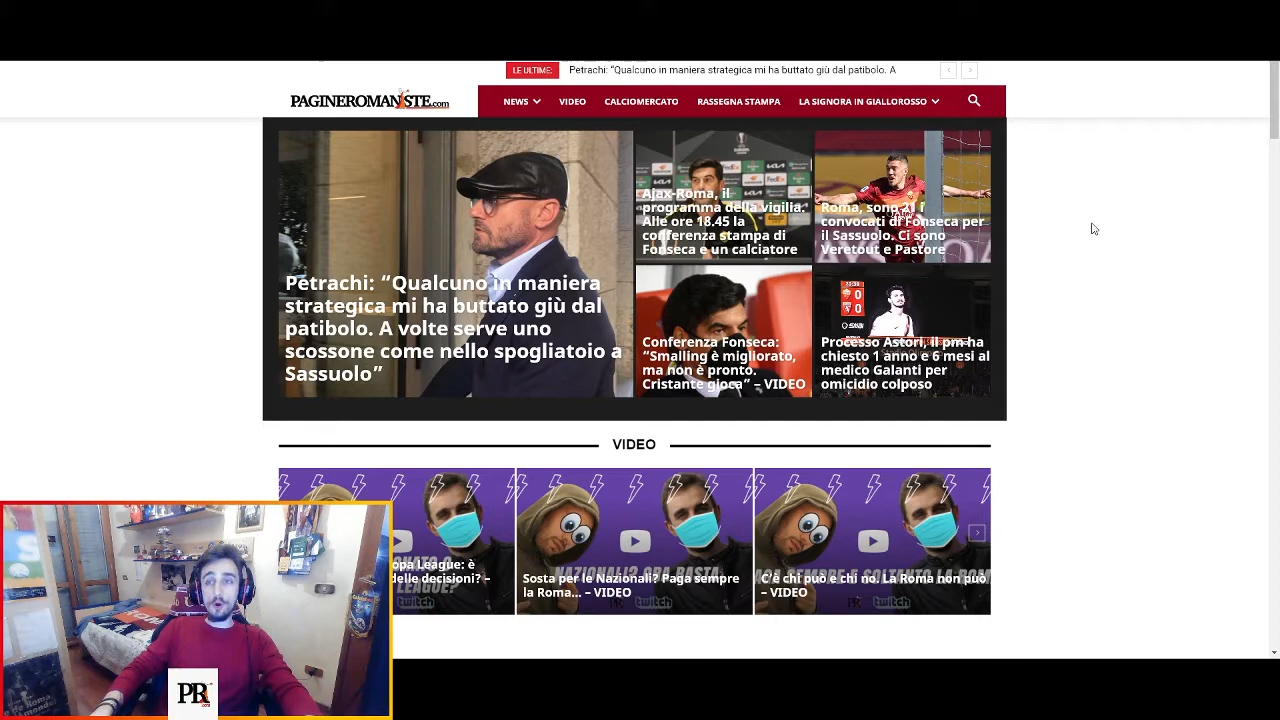 LE ULTIME:
Petrachi: “Qualcuno in maniera strategica mi ha buttato giù dal patibolo. A
PAGINEROMANISTE.com
NEWS
VIDEO
CALCIOMERCATO
RASSEGNA STAMPA
LA SIGNORA IN GIALLOROSSO
Petrachi: “Qualcuno in maniera
strategica mi ha buttato giù dal
patibolo. A volte serve uno
scossone come nello spogliatoio a
Sassuolo”
Ajax-Roma, il
programma della vigilia.
Alle ore 18.45 la
conferenza stampa di
Fonseca e un calciatore
Roma, sono 21 i
convocati di Fonseca per
il Sassuolo. Ci sono
Veretout e Pastore
Conferenza Fonseca:
“Smalling è migliorato,
ma non è pronto.
Cristante gioca” – VIDEO
Processo Astori, il pm ha
chiesto 1 anno e 6 mesi al
medico Galanti per
omicidio colposo
VIDEO
opa League: è
delle decisioni? –
twitch
Sosta per le Nazionali? Paga sempre
la Roma... – VIDEO
twitch
C’è chi può e chi no. La Roma non può
– VIDEO
twitch
PR
.com